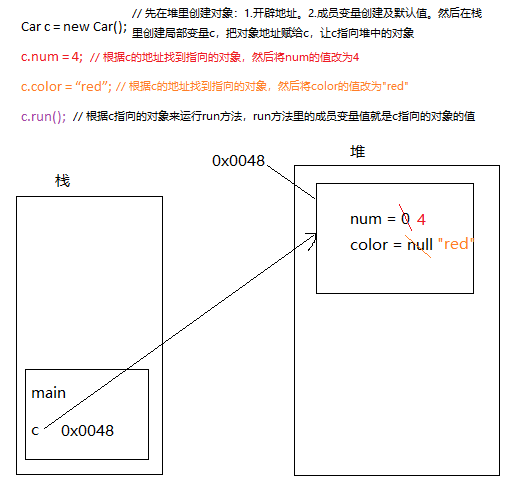 Car c = new Car(); // 先在堆里创建对象：1.开辟地址。2.成员变量创建及默认值。然后在栈
里创建局部变量c，把对象地址赋给c，让c指向堆中的对象
c.num = 4; // 根据c的地址找到指向的对象，然后将num的值改为4
c.color = “red”; // 根据c的地址找到指向的对象，然后将color的值改为"red"
c.run(); // 根据c指向的对象来运行run方法，run方法里的成员变量值就是c指向的对象的值
堆
0x0048
栈
num = 0 4
color = null "red"
main
c 0x0048